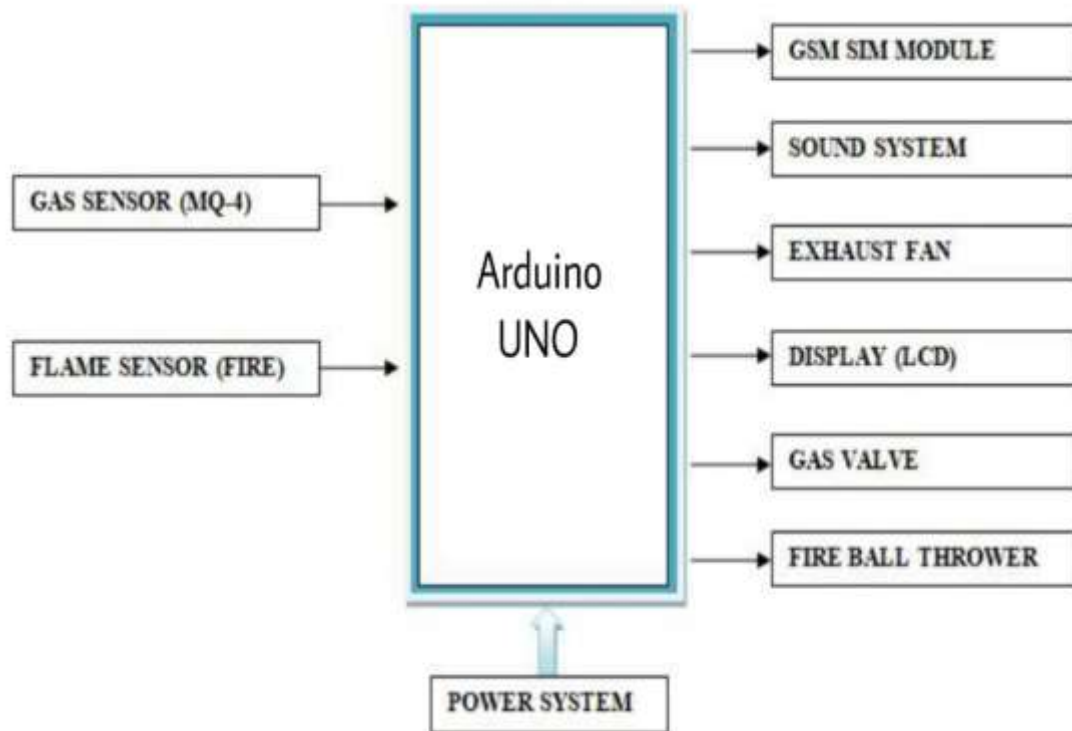 GAS SENSOR (MQ-4)
FLAME SENSOR (FIRE)
Arduino
UNO
GSM SIM MODULE
SOUND SYSTEM
EXHAUST FAN
DISPLAY (LCD)
GAS VALVE
FIRE BALL THROWER
POWER SYSTEM